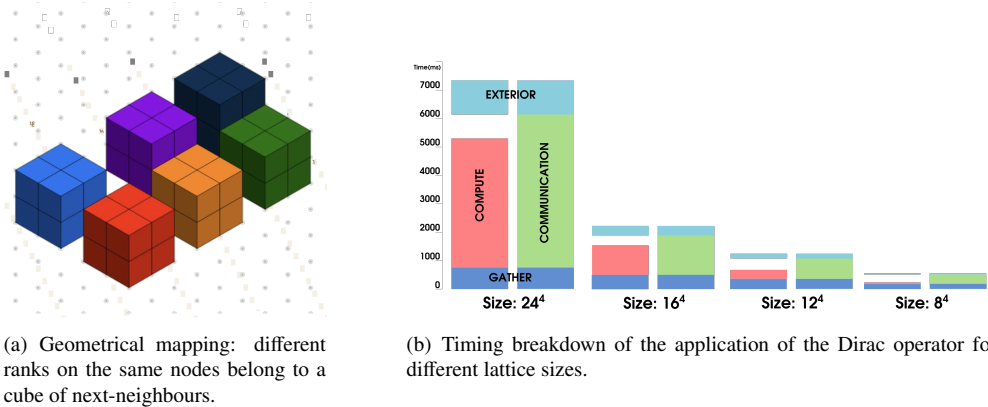 Time(ms)
7000
6000
5000
4000
3000
2000
1000
0
EXTERIOR
COMPUTE
COMMUNICATION
GATHER
Size: 24⁴
Size: 16⁴
Size: 12⁴
Size: 8⁴
(a) Geometrical mapping: different
ranks on the same nodes belong to a
cube of next-neighbours.
(b) Timing breakdown of the application of the Dirac operator fo
different lattice sizes.